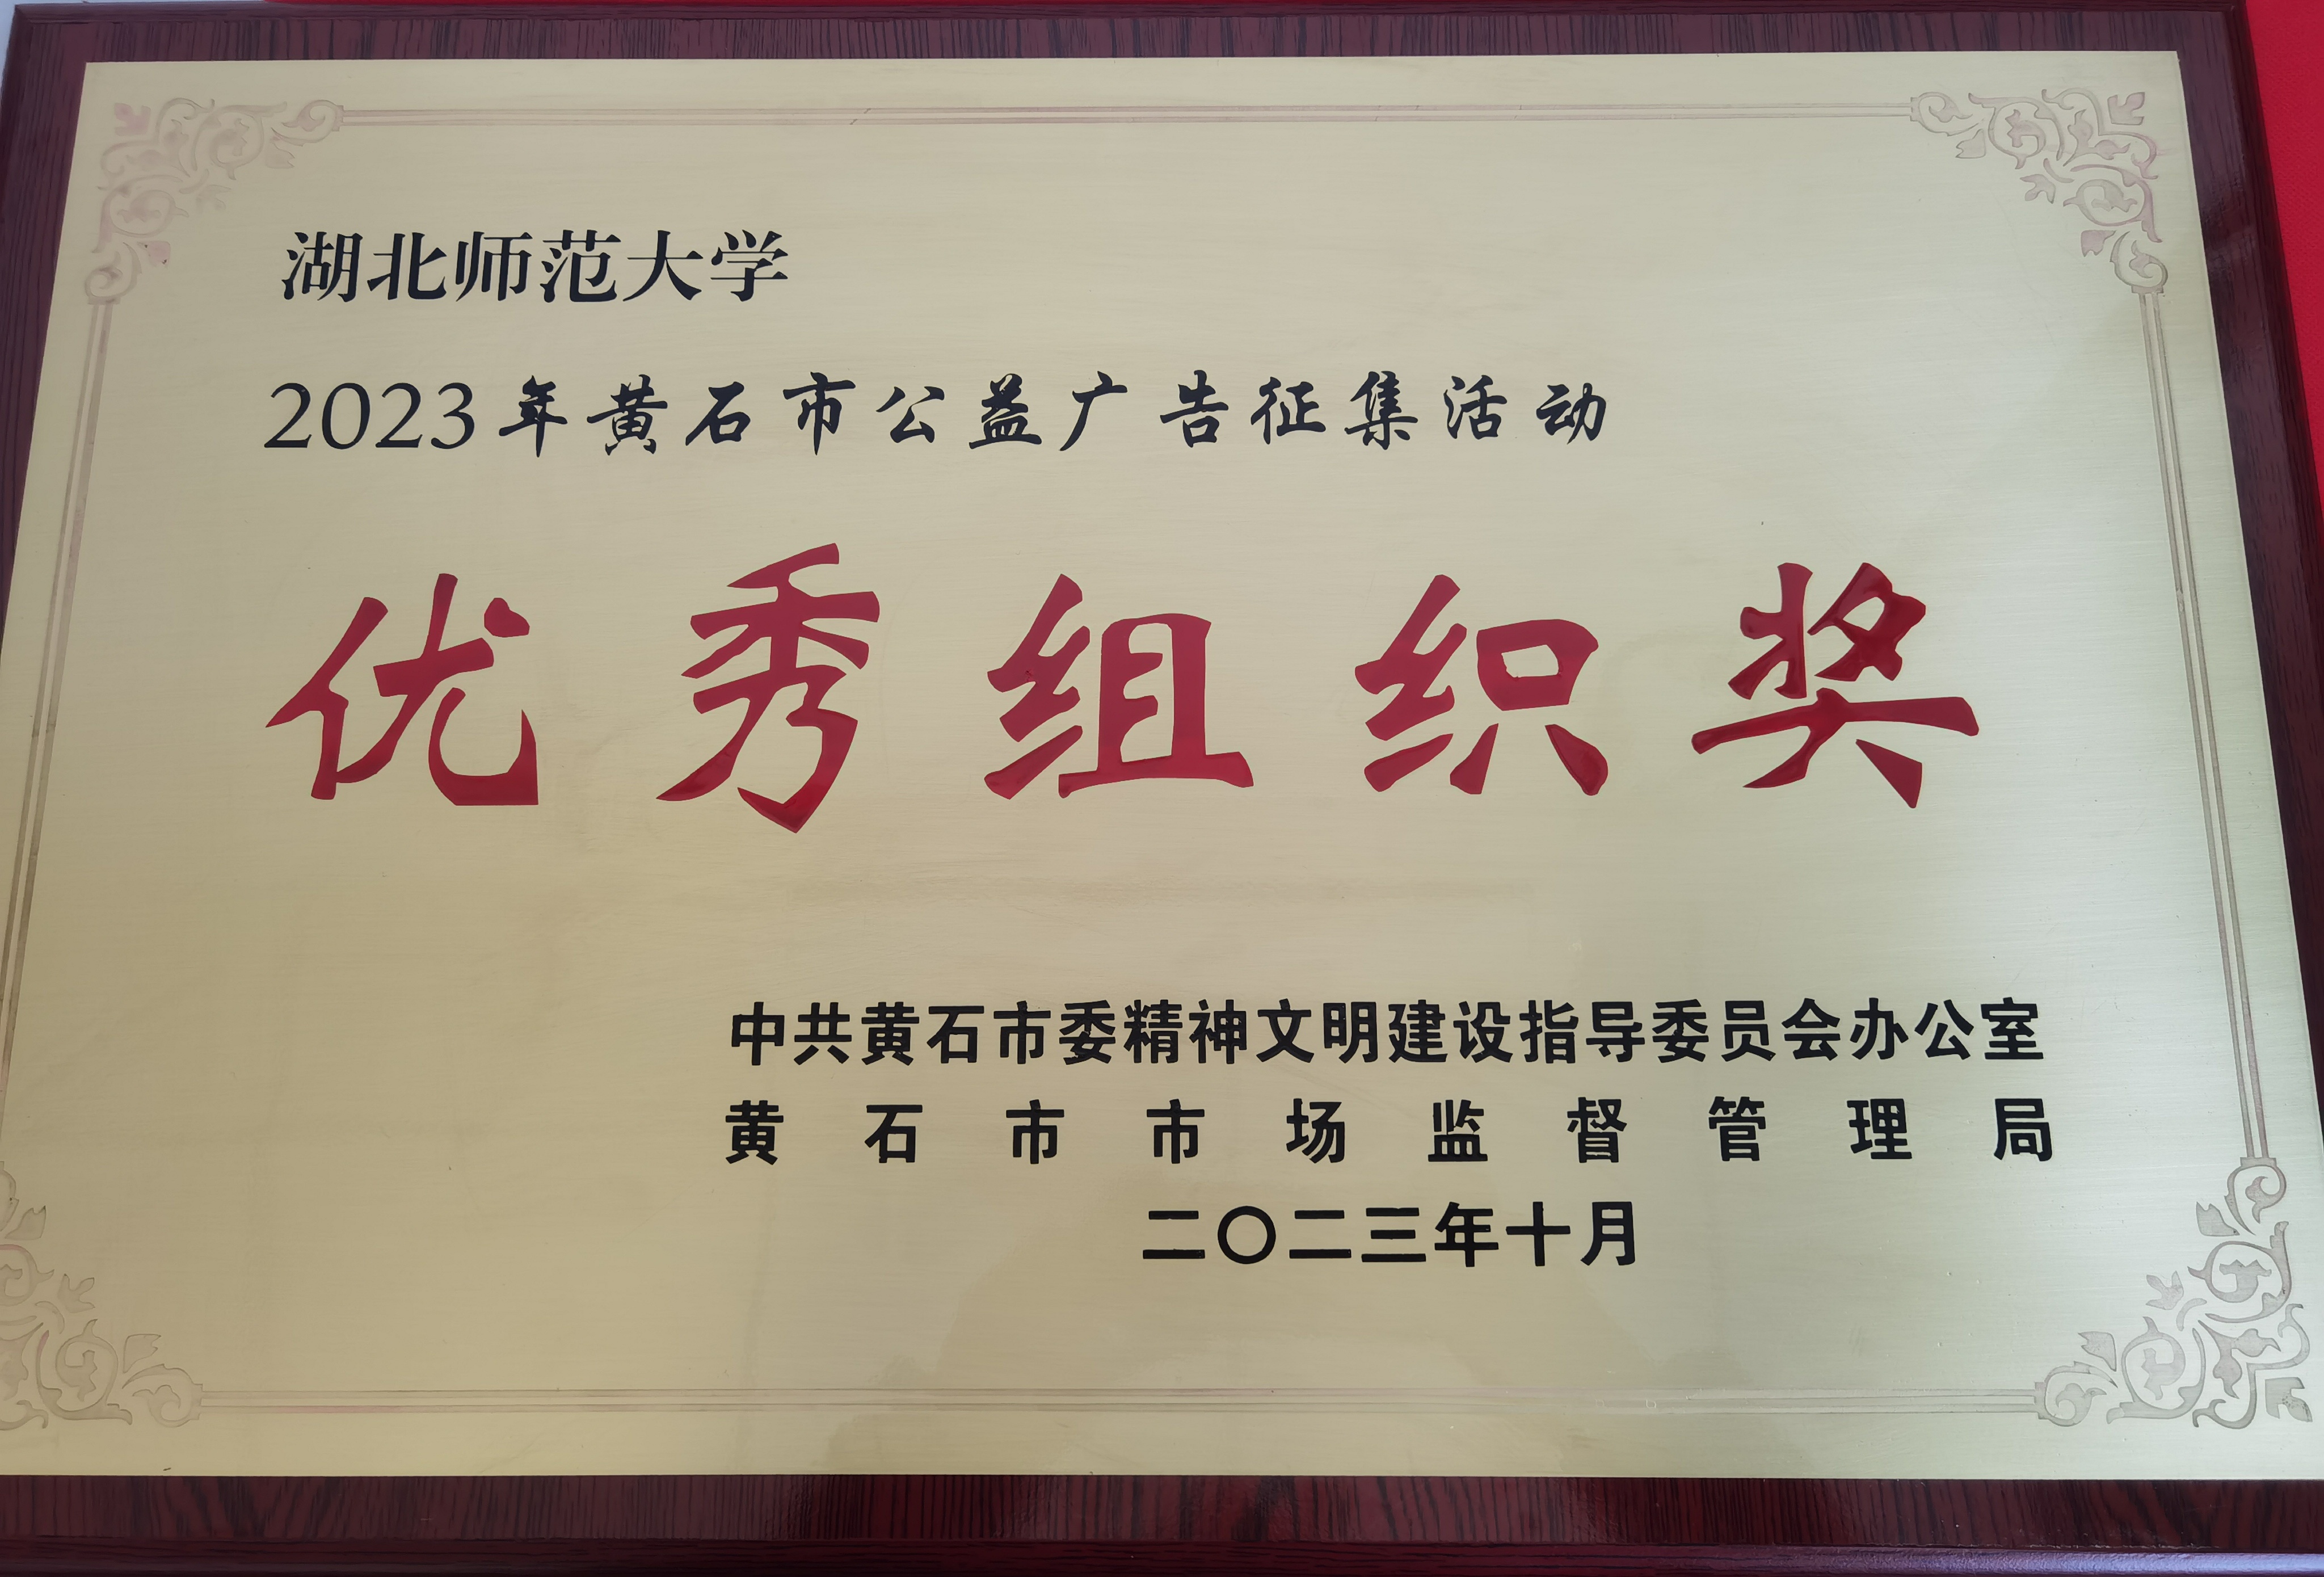 湖北师范大学
2023年黄石市公益广告征集活动
优秀组织奖
中共黄石市委精神文明建设指导委员会办公室
黄石市市场监督管理局
二〇二三年十月